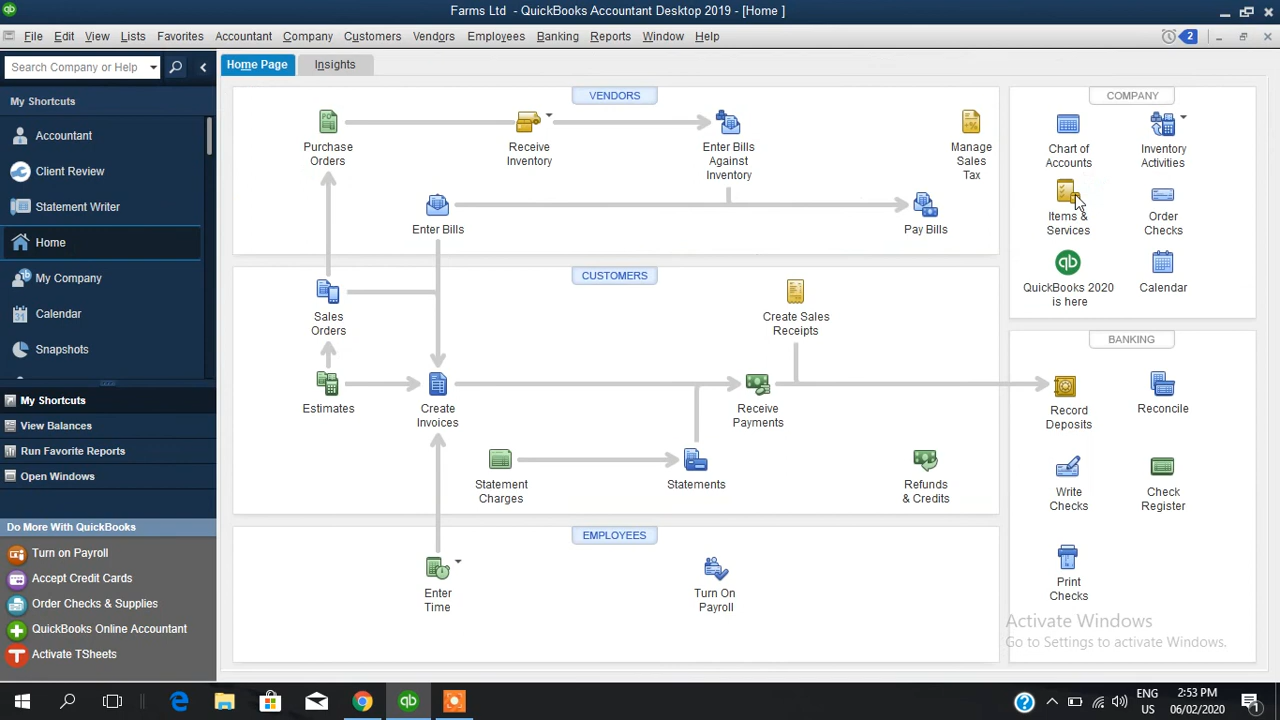 Farms Ltd - QuickBooks Accountant Desktop 2019 - [Home ]
File Edit View Lists Favorites Accountant Company Customers Vendors Employees Banking Reports Window Help
2
Search Company or Help
My Shortcuts
Accountant
Client Review
Statement Writer
Home
My Company
Calendar
Snapshots
My Shortcuts
View Balances
Run Favorite Reports
Open Windows
Do More With QuickBooks
Turn on Payroll
Accept Credit Cards
Order Checks & Supplies
QuickBooks Online Accountant
Activate TSheets
Home Page
Insights
VENDORS
Purchase
Orders
Receive
Inventory
Enter Bills
Against
Inventory
Manage
Sales
Tax
Enter Bills
Pay Bills
CUSTOMERS
Sales
Orders
Create Sales
Receipts
Estimates
Create
Invoices
Receive
Payments
Statement
Charges
Statements
Refunds
& Credits
EMPLOYEES
Enter
Time
Turn On
Payroll
COMPANY
Chart of
Accounts
Inventory
Activities
Items &
Services
Order
Checks
qb
QuickBooks 2020
is here
Calendar
BANKING
Record
Deposits
Reconcile
Write
Checks
Check
Register
Print
Checks
Activate Windows
Go to Settings to activate Windows.
qb
ENG
US
2:53 PM
06/02/2020
1